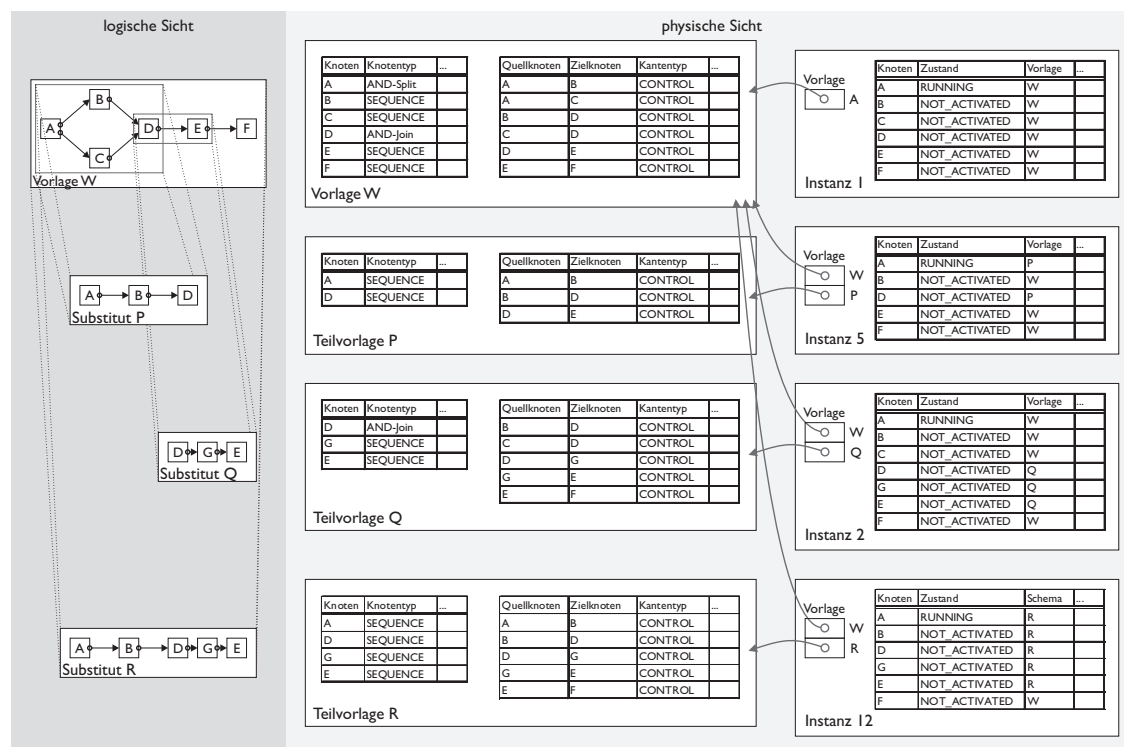 logische Sicht
physische Sicht
B
A
D
E
F
C
Vorlage W
A
B
D
Substitut P
D
G
E
Substitut Q
A
B
D
G
E
Substitut R
Knoten Knotentyp ...
A AND-Split
B SEQUENCE
C SEQUENCE
D AND-Join
E SEQUENCE
F SEQUENCE
Quellknoten Zielknoten Kantentyp ...
A B CONTROL
A C CONTROL
B D CONTROL
C D CONTROL
D E CONTROL
E F CONTROL
Vorlage W
Knoten Knotentyp ...
A SEQUENCE
D SEQUENCE
Quellknoten Zielknoten Kantentyp ...
A B CONTROL
B D CONTROL
D E CONTROL
Teilvorlage P
Knoten Knotentyp ...
D AND-Join
G SEQUENCE
E SEQUENCE
Quellknoten Zielknoten Kantentyp ...
B D CONTROL
C D CONTROL
D G CONTROL
G E CONTROL
E F CONTROL
Teilvorlage Q
Knoten Knotentyp ...
A SEQUENCE
D SEQUENCE
G SEQUENCE
E SEQUENCE
Quellknoten Zielknoten Kantentyp ...
A B CONTROL
B D CONTROL
D G CONTROL
G E CONTROL
E F CONTROL
Teilvorlage R
Vorlage
A
Knoten Zustand Vorlage ...
A RUNNING W
B NOT_ACTIVATED W
C NOT_ACTIVATED W
D NOT_ACTIVATED W
E NOT_ACTIVATED W
F NOT_ACTIVATED W
Instanz 1
Vorlage
W
P
Knoten Zustand Vorlage ...
A RUNNING P
B NOT_ACTIVATED W
D NOT_ACTIVATED P
E NOT_ACTIVATED W
F NOT_ACTIVATED W
Instanz 5
Vorlage
W
Q
Knoten Zustand Vorlage ...
A RUNNING W
B NOT_ACTIVATED W
C NOT_ACTIVATED W
D NOT_ACTIVATED Q
G NOT_ACTIVATED Q
E NOT_ACTIVATED Q
F NOT_ACTIVATED W
Instanz 2
Vorlage
W
R
Knoten Zustand Schema ...
A RUNNING R
B NOT_ACTIVATED R
D NOT_ACTIVATED R
G NOT_ACTIVATED R
E NOT_ACTIVATED R
F NOT_ACTIVATED W
Instanz 12